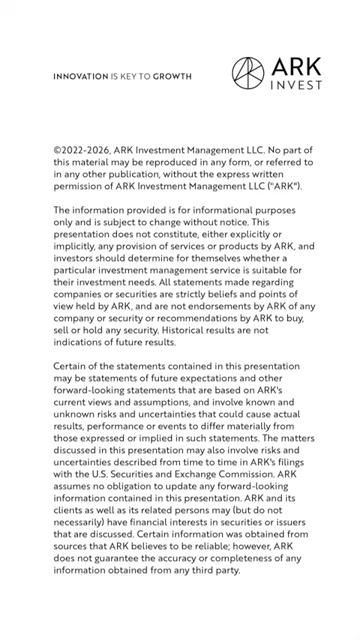 INNOVATION IS KEY TO GROWTH
ARK
INVEST
©2022-2026, ARK Investment Management LLC. No part
of this material may be reproduced in any form, or referred to
in any other publication, without the express written
permission of ARK Investment Management LLC ("ARK").
The information provided is for informational purposes
only and is subject to change without notice. This
presentation does not constitute, either explicitly or
implicitly, any provision of services or products by ARK, and
investors should determine for themselves whether a
particular investment management service is suitable for
their investment needs. All statements made regarding
companies or securities are strictly beliefs and points of
view held by ARK, and are not endorsements by ARK of any
company or security or recommendations by ARK to buy,
sell or hold any security. Historical results are not
indications of future results.
Certain of the statements contained in this presentation
may be statements of future expectations and other
forward-looking statements that are based on ARK's
current views and assumptions, and involve known and
unknown risks and uncertainties that could cause actual
results, performance or events to differ materially from
those expressed or implied in such statements. The matters
discussed in this presentation may also involve risks and
uncertainties described from time to time in ARK's filings
with the U.S. Securities and Exchange Commission. ARK
assumes no obligation to update any forward-looking
information contained in this presentation. ARK and its
clients as well as its related persons may (but do not
necessarily) have financial interests in securities or issuers
that are discussed. Certain information was obtained from
sources that ARK believes to be reliable; however, ARK
does not guarantee the accuracy or completeness of any
information obtained from any third party.